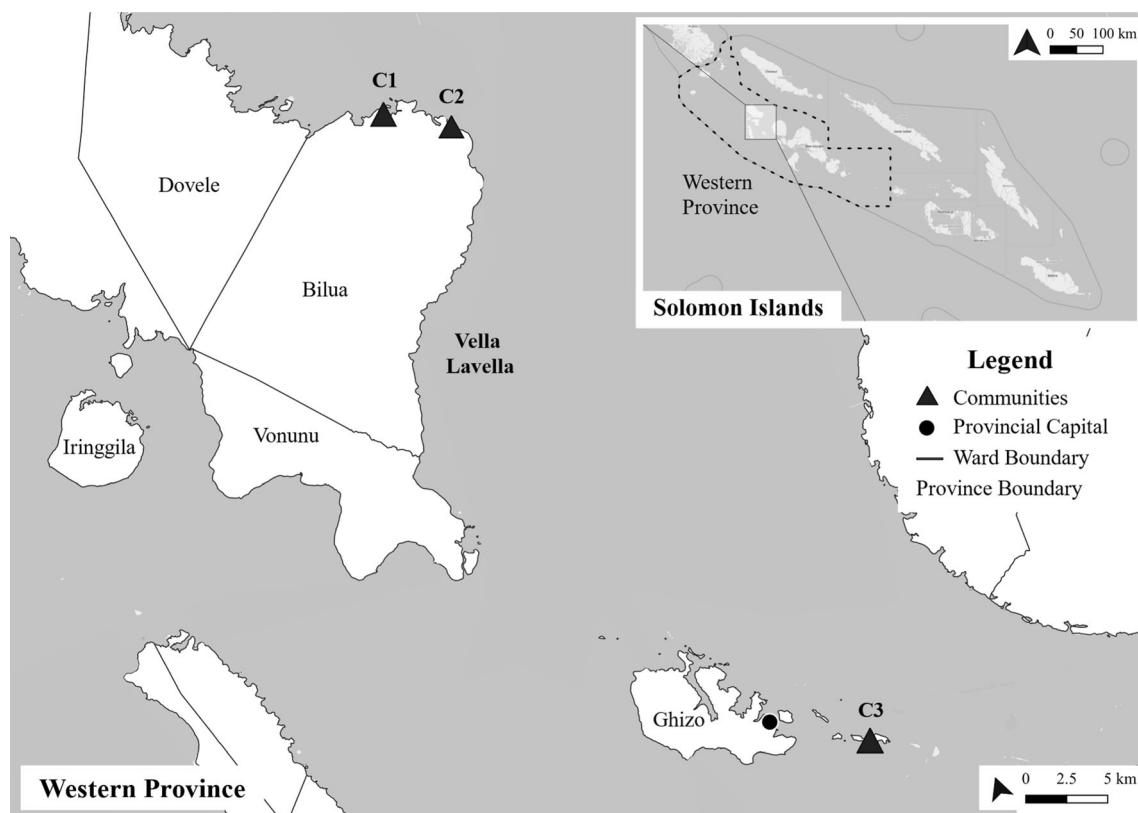 C1
C2
Dovele
Bilua
Vella
Lavella
Iringgila
Vonunu
Ghizo
C3
Western Province
0 50 100 km
Western
Province
Solomon Islands
Legend
Communities
Provincial Capital
Ward Boundary
Province Boundary
0 2.5 5 km